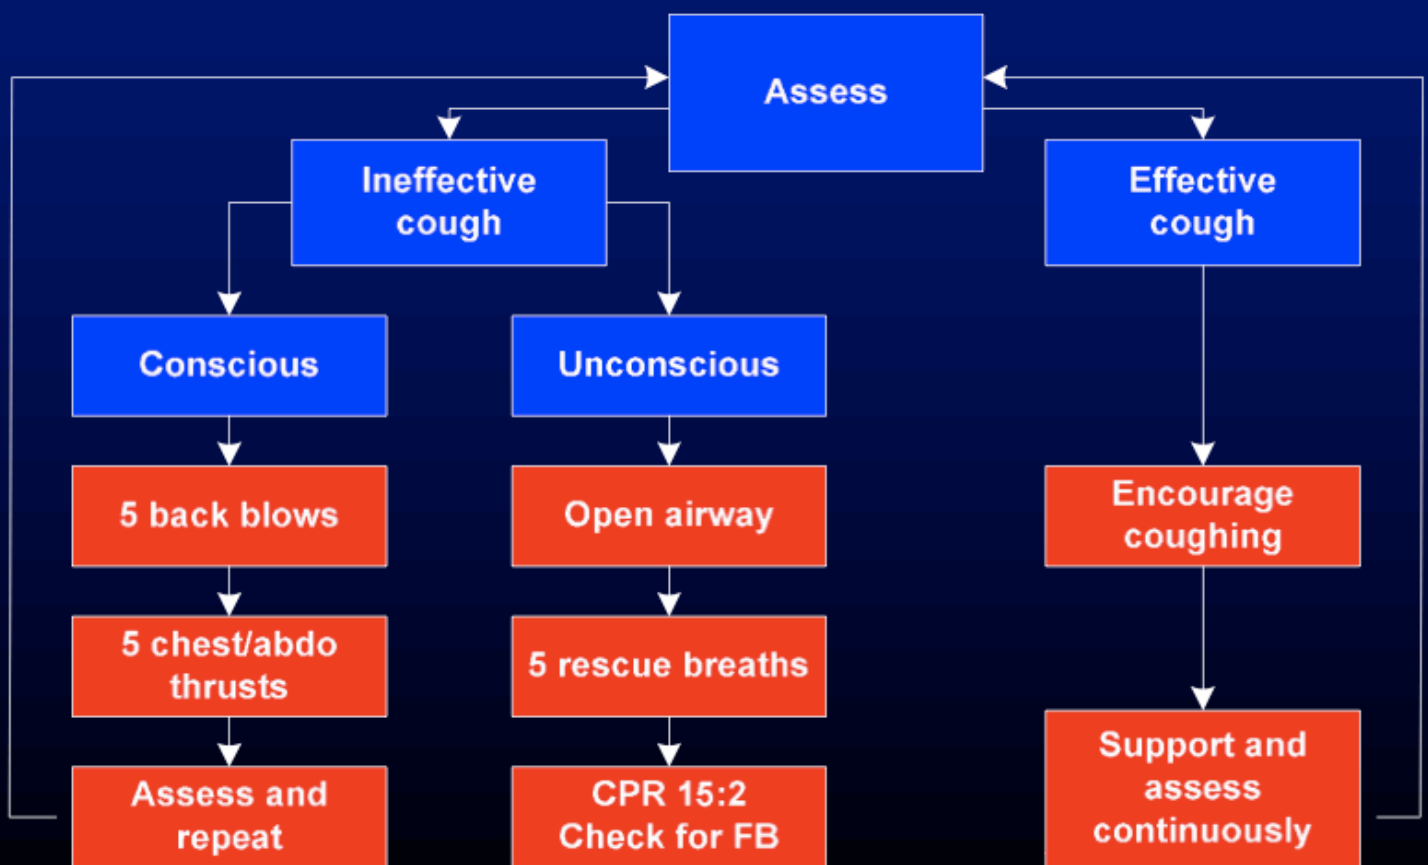 Assess
Ineffective
cough
Effective
cough
Conscious
Unconscious
5 back blows
Open airway
Encourage
coughing
5 chest/abdo
thrusts
5 rescue breaths
Assess and
repeat
CPR 15:2
Check for FB
Support and
assess
continuously